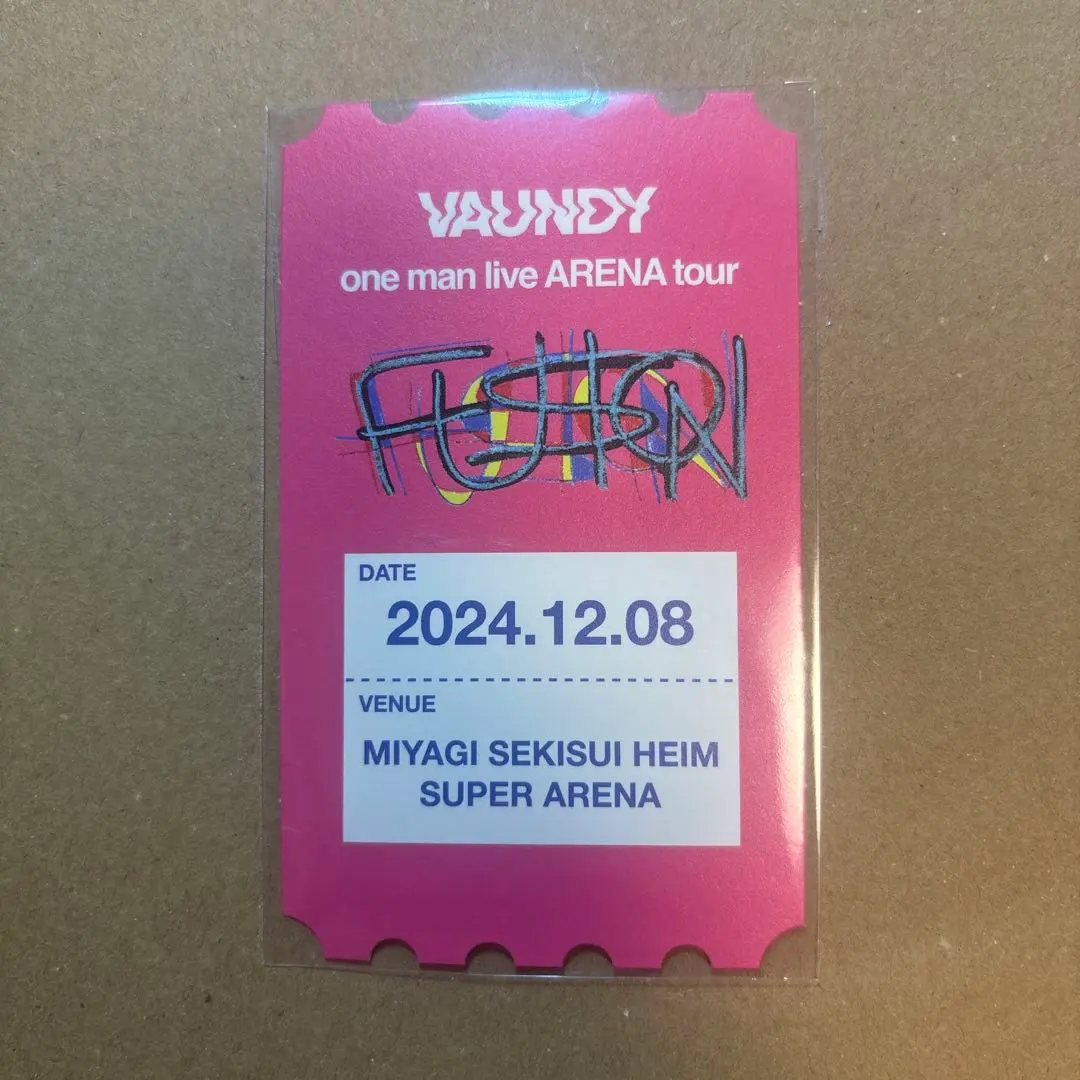 VAUNDY
one man live ARENA tour
FUSION
DATE
2024.12.08
VENUE
MIYAGI SEKISUI HEIM
SUPER ARENA